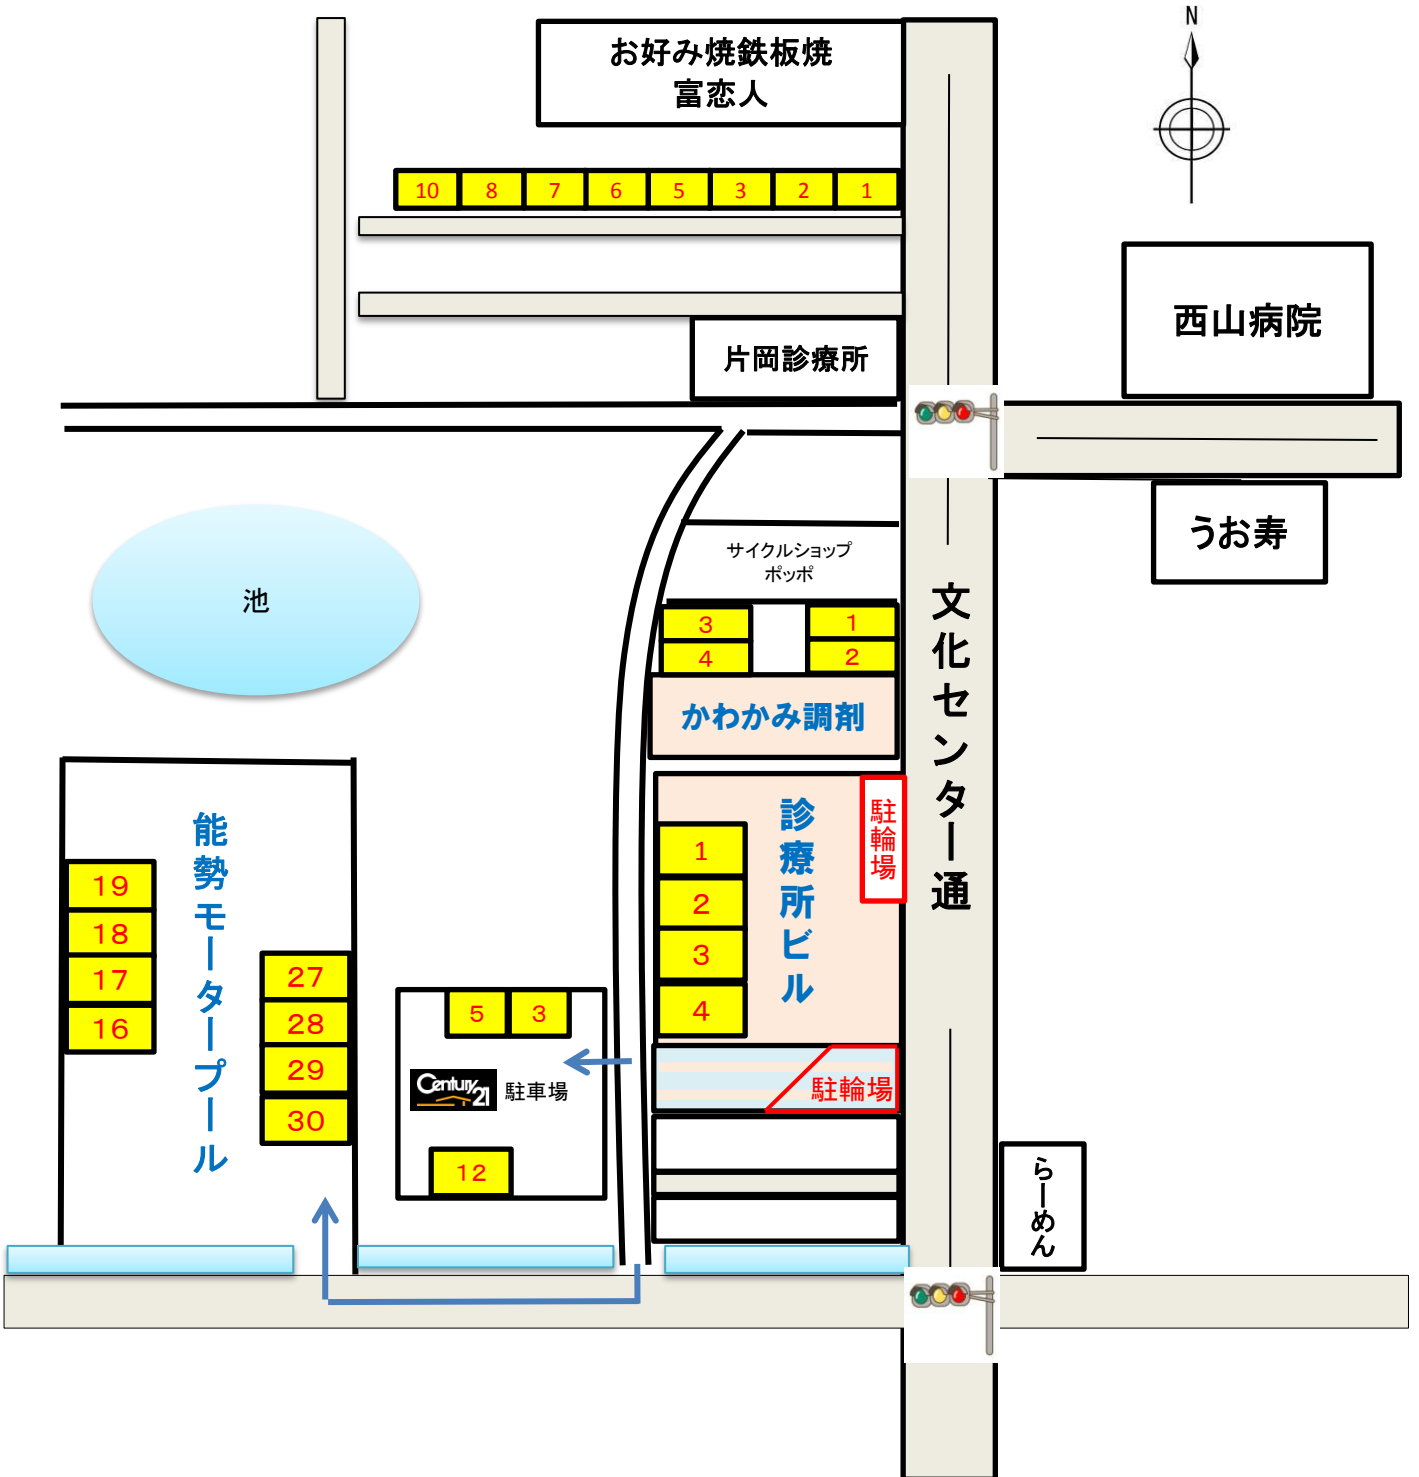 N
お好み焼鉄板焼
富恋人
10 8 7 6 5 3 2 1
西山病院
片岡診療所
うお寿
サイクルショップ
ポッポ
池
3 1
4 2
かわかみ調剤
文化センター通
診療所ビル
駐輪場
1
2
3
4
能勢モータープール
19
18
17
16
27
28
29
30
5 3
Century 21 駐車場
12
駐輪場
らーめん